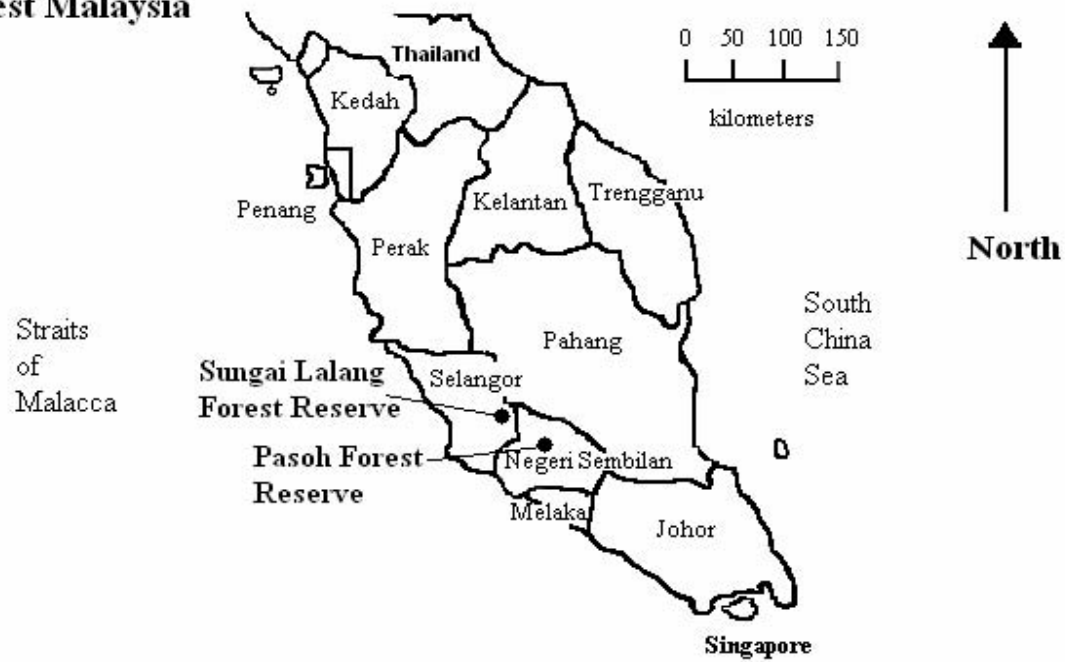 est Malaysia
Thailand
0 50 100 150
kilometers
Kedah
Penang
Perak
Kelantan
Trengganu
North
Straits
of
Malacca
Pahang
South
China
Sea
Sungai Lalang
Forest Reserve
Selangor
Pasoh Forest
Reserve
Negeri Sembilan
Melaka
Johor
Singapore